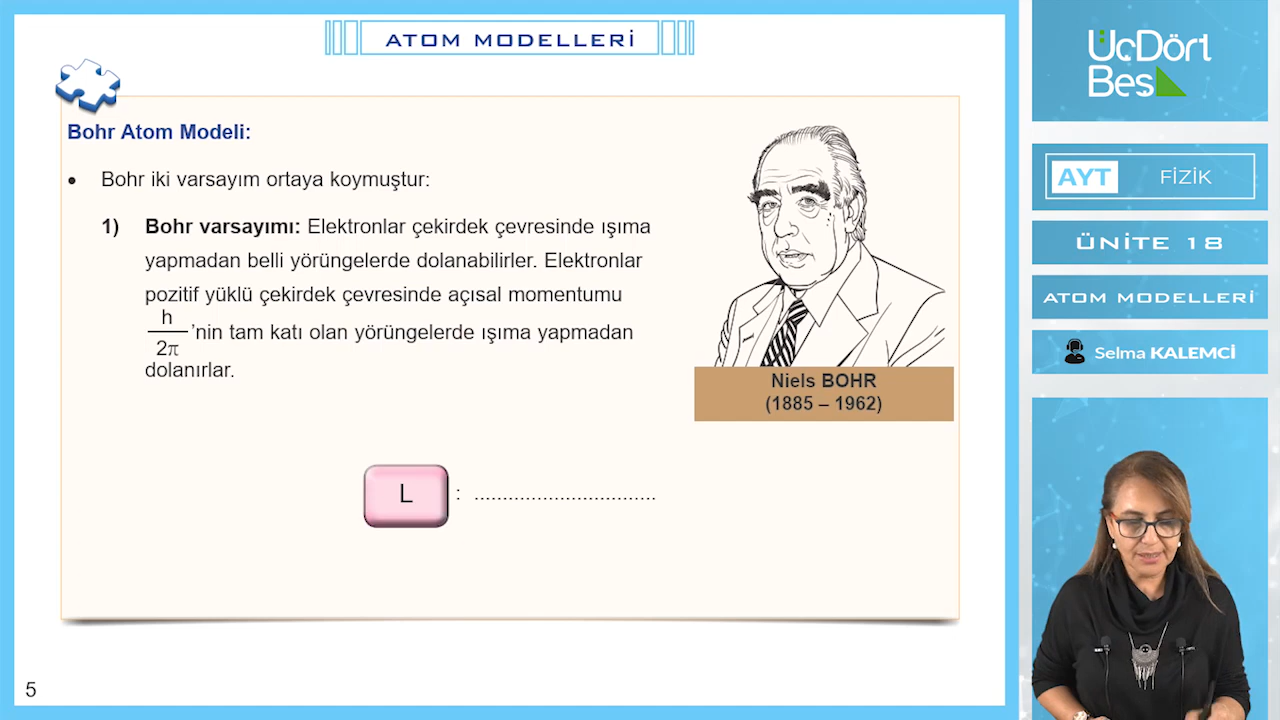 ATOM MODELLERİ
Bohr Atom Modeli:
• Bohr iki varsayım ortaya koymuştur:
1) Bohr varsayımı: Elektronlar çekirdek çevresinde ışıma
yapmadan belli yörüngelerde dolanabilirler. Elektronlar
pozitif yüklü çekirdek çevresinde açısal momentumu
h
2π
’nin tam katı olan yörüngelerde ışıma yapmadan
dolanırlar.
Niels BOHR
(1885 – 1962)
L : ................................
5
ÜçDört
Beş
AYT FİZİK
ÜNİTE 18
ATOM MODELLERİ
Selma KALEMCİ